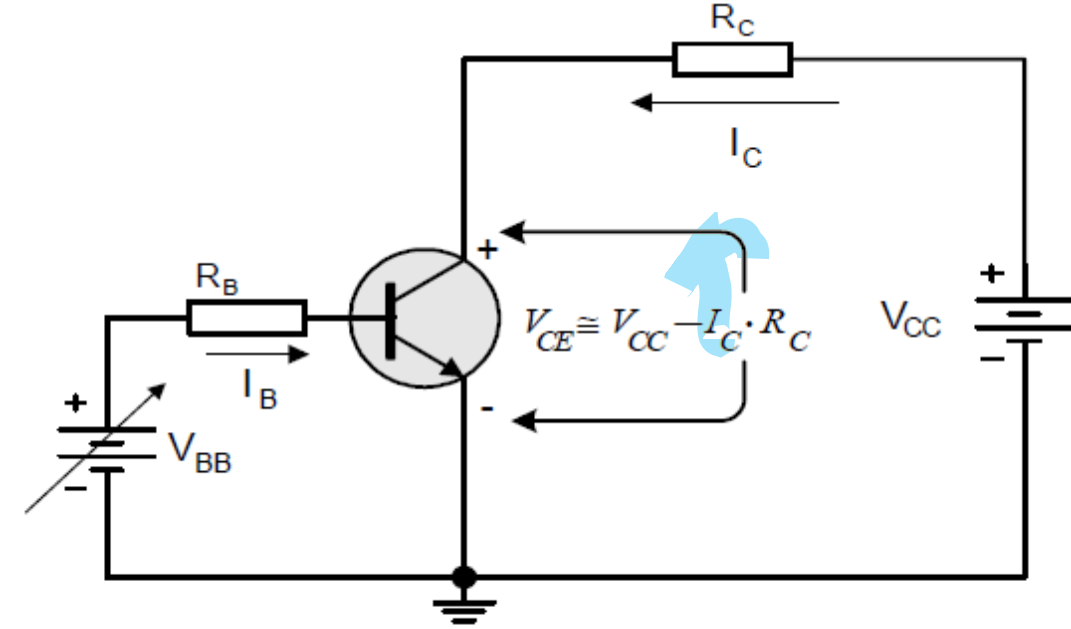 R_C
I_C
+
R_B
V_CE ≅ V_CC − I_C · R_C
V_CC
+
−
I_B
-
+
V_BB
−